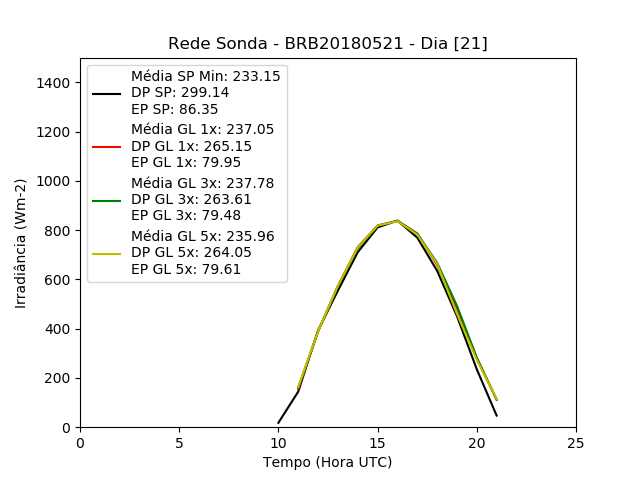 Rede Sonda - BRB20180521 - Dia [21]
Média SP Min: 233.15
DP SP: 299.14
EP SP: 86.35
Média GL 1x: 237.05
DP GL 1x: 265.15
EP GL 1x: 79.95
Média GL 3x: 237.78
DP GL 3x: 263.61
EP GL 3x: 79.48
Média GL 5x: 235.96
DP GL 5x: 264.05
EP GL 5x: 79.61
Irradiância (Wm-2)
1400
1200
1000
800
600
400
200
0
0 5 10 15 20 25
Tempo (Hora UTC)